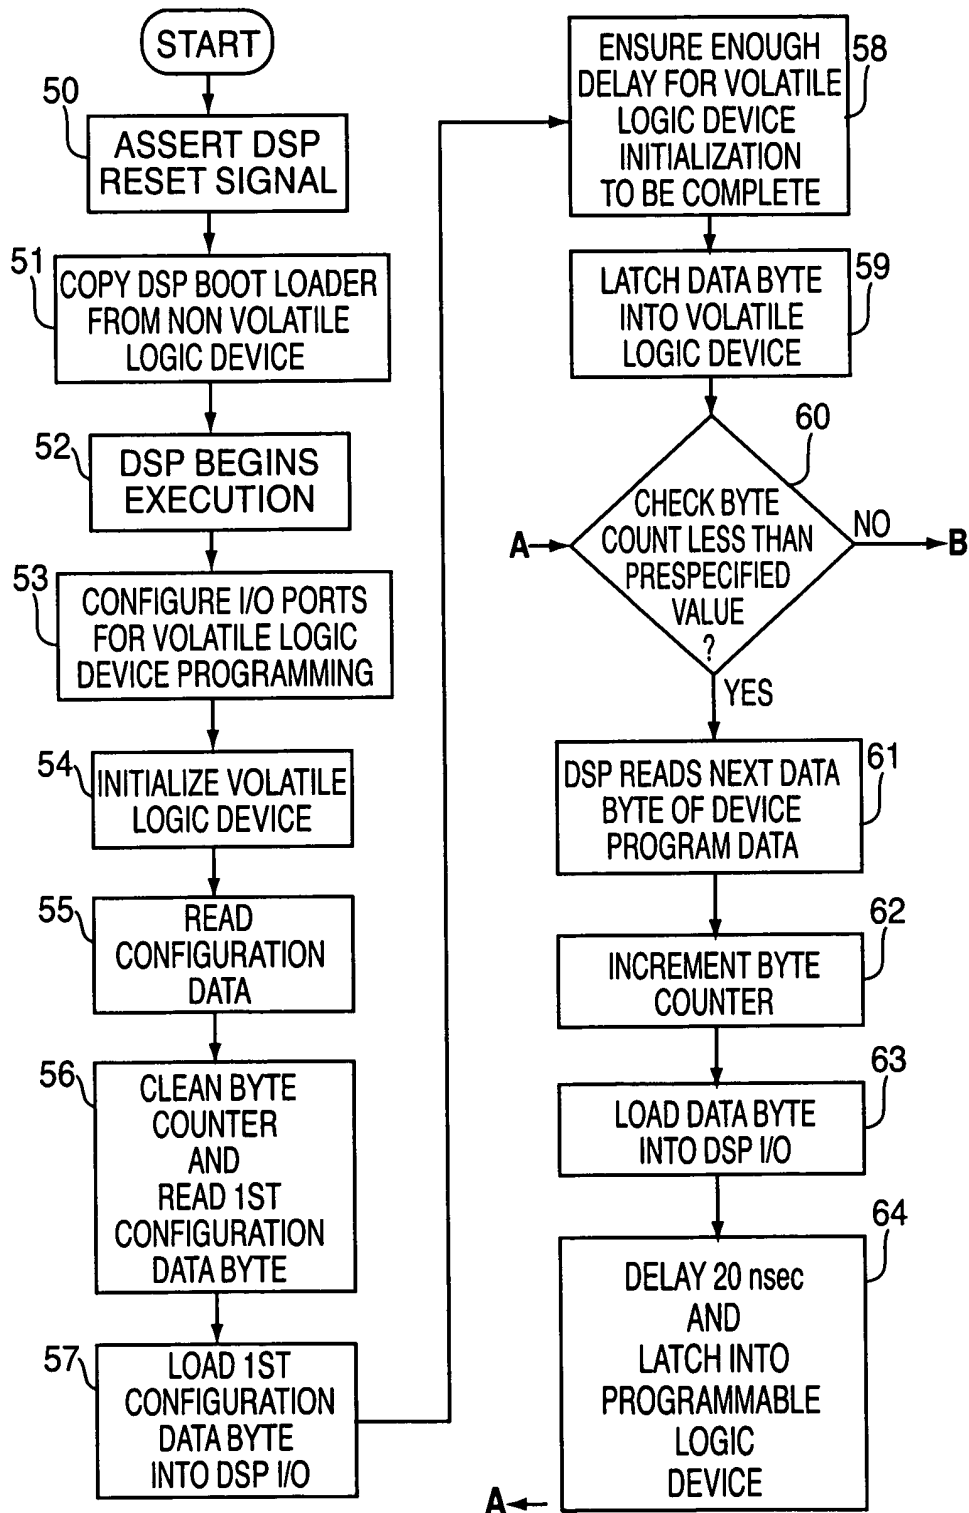 START
50
ASSERT DSP
RESET SIGNAL
51
COPY DSP BOOT LOADER
FROM NON VOLATILE
LOGIC DEVICE
52
DSP BEGINS
EXECUTION
53
CONFIGURE I/O PORTS
FOR VOLATILE LOGIC
DEVICE PROGRAMMING
54
INITIALIZE VOLATILE
LOGIC DEVICE
55
READ
CONFIGURATION
DATA
56
CLEAN BYTE
COUNTER
AND
READ 1ST
CONFIGURATION
DATA BYTE
57
LOAD 1ST
CONFIGURATION
DATA BYTE
INTO DSP I/O
58
ENSURE ENOUGH
DELAY FOR VOLATILE
LOGIC DEVICE
INITIALIZATION
TO BE COMPLETE
59
LATCH DATA BYTE
INTO VOLATILE
LOGIC DEVICE
60
A
CHECK BYTE
COUNT LESS THAN
PRESPECIFIED
VALUE
?
NO
B
YES
61
DSP READS NEXT DATA
BYTE OF DEVICE
PROGRAM DATA
62
INCREMENT BYTE
COUNTER
63
LOAD DATA BYTE
INTO DSP I/O
64
DELAY 20 nsec
AND
LATCH INTO
PROGRAMMABLE
LOGIC
DEVICE
A